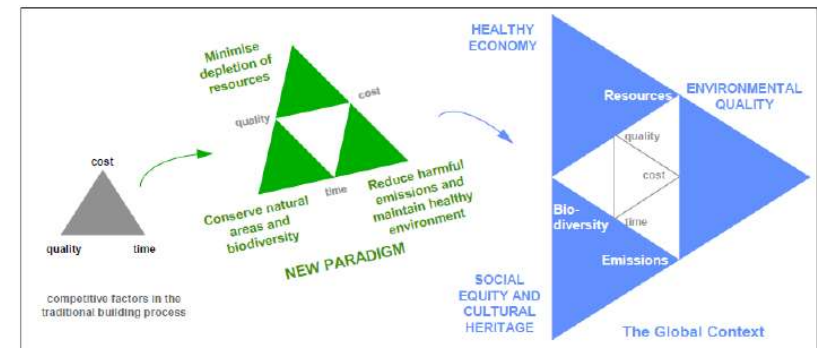 cost
quality
time
competitive factors in the
traditional building process
Minimise
depletion of
resources
cost
quality
time
Conserve natural
areas and
biodiversity
Reduce harmful
emissions and
maintain healthy
environment
NEW PARADIGM
HEALTHY
ECONOMY
ENVIRONMENTAL
QUALITY
Resources
quality
cost
time
Bio-
diversity
Emissions
SOCIAL
EQUITY AND
CULTURAL
HERITAGE
The Global Context